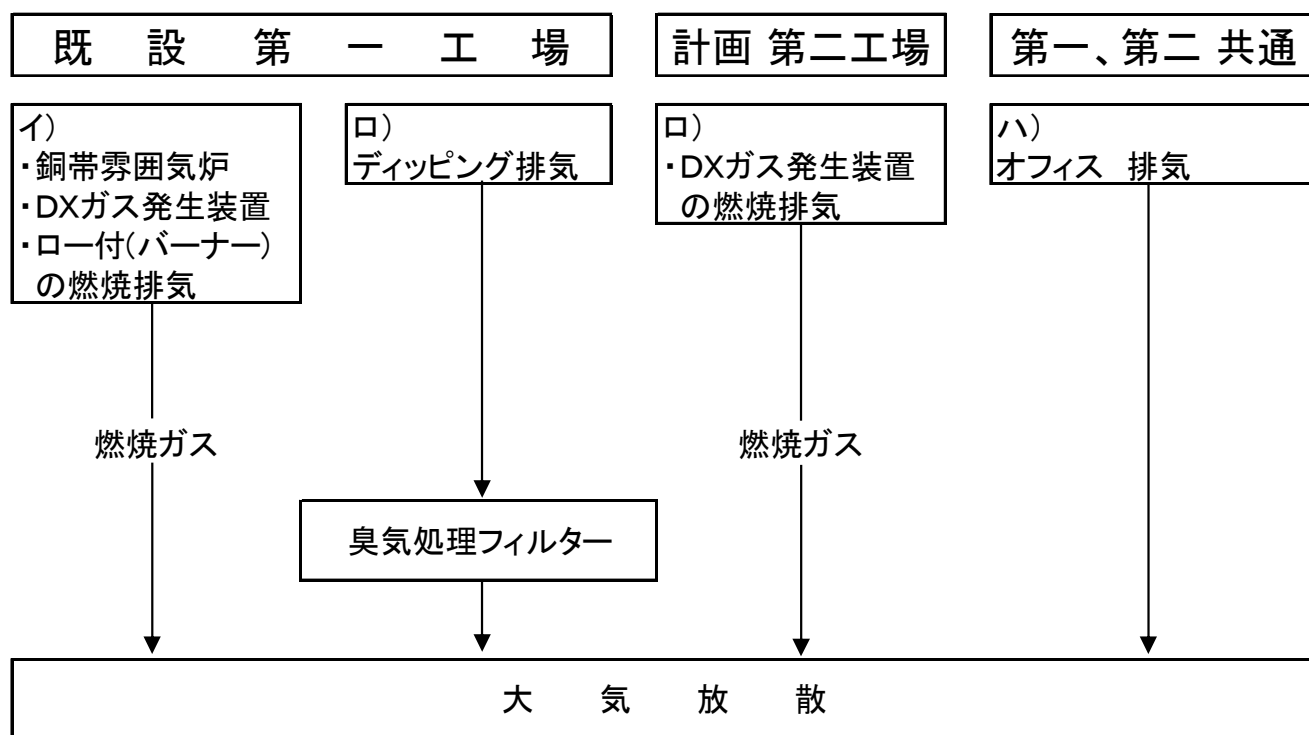 既設第一工場
計画 第二工場
第一、第二 共通
イ)
・銅帯雰囲気炉
・DXガス発生装置
・ロー付(バーナー)
の燃焼排気
ロ)
ディッピング排気
ロ)
・DXガス発生装置
の燃焼排気
ハ)
オフィス 排気
燃焼ガス
燃焼ガス
臭気処理フィルター
大気放散